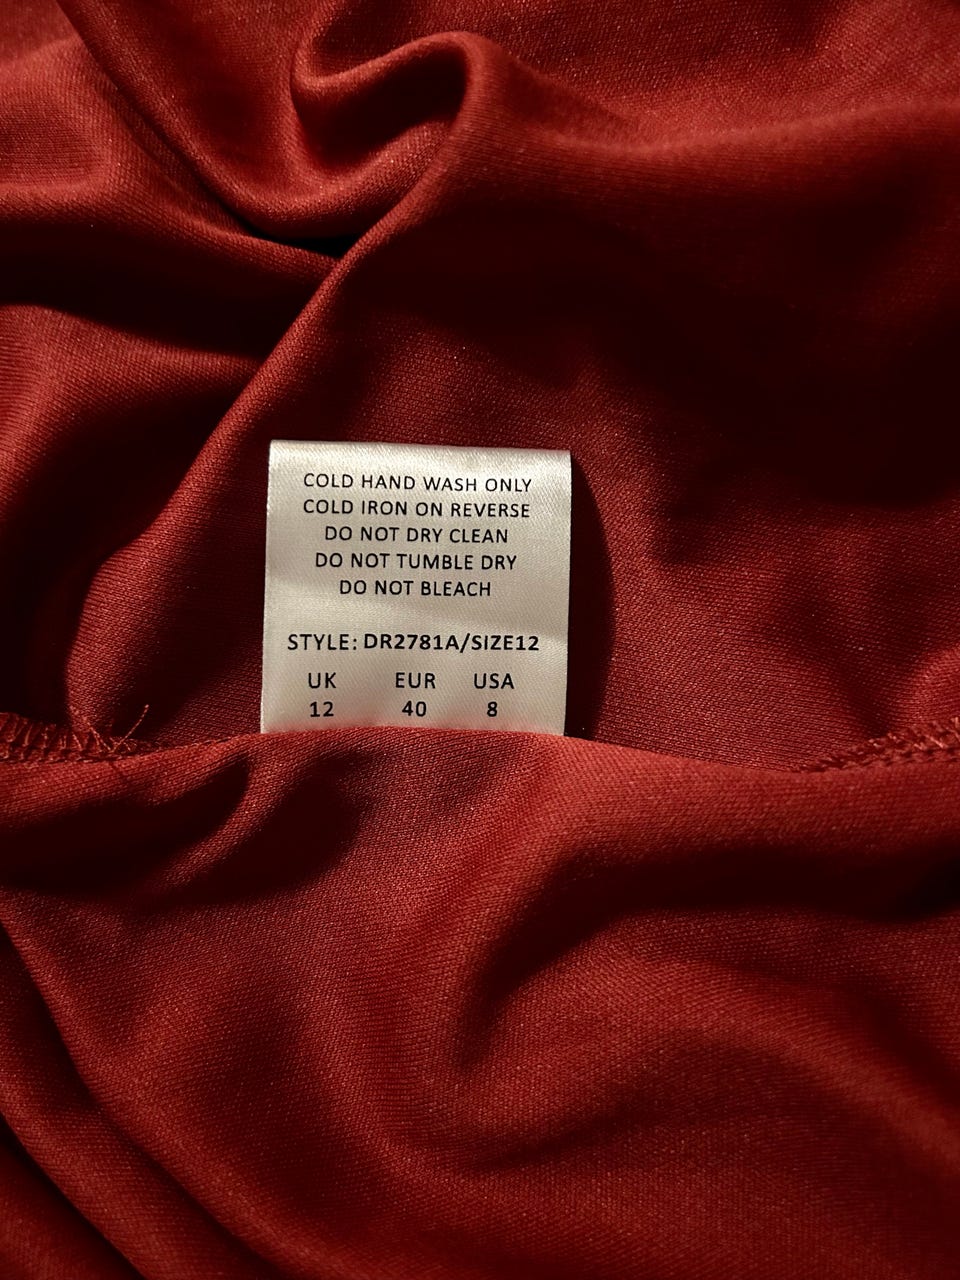 COLD HAND WASH ONLY
COLD IRON ON REVERSE
DO NOT DRY CLEAN
DO NOT TUMBLE DRY
DO NOT BLEACH
STYLE: DR2781A/SIZE12
UK EUR USA
12 40 8